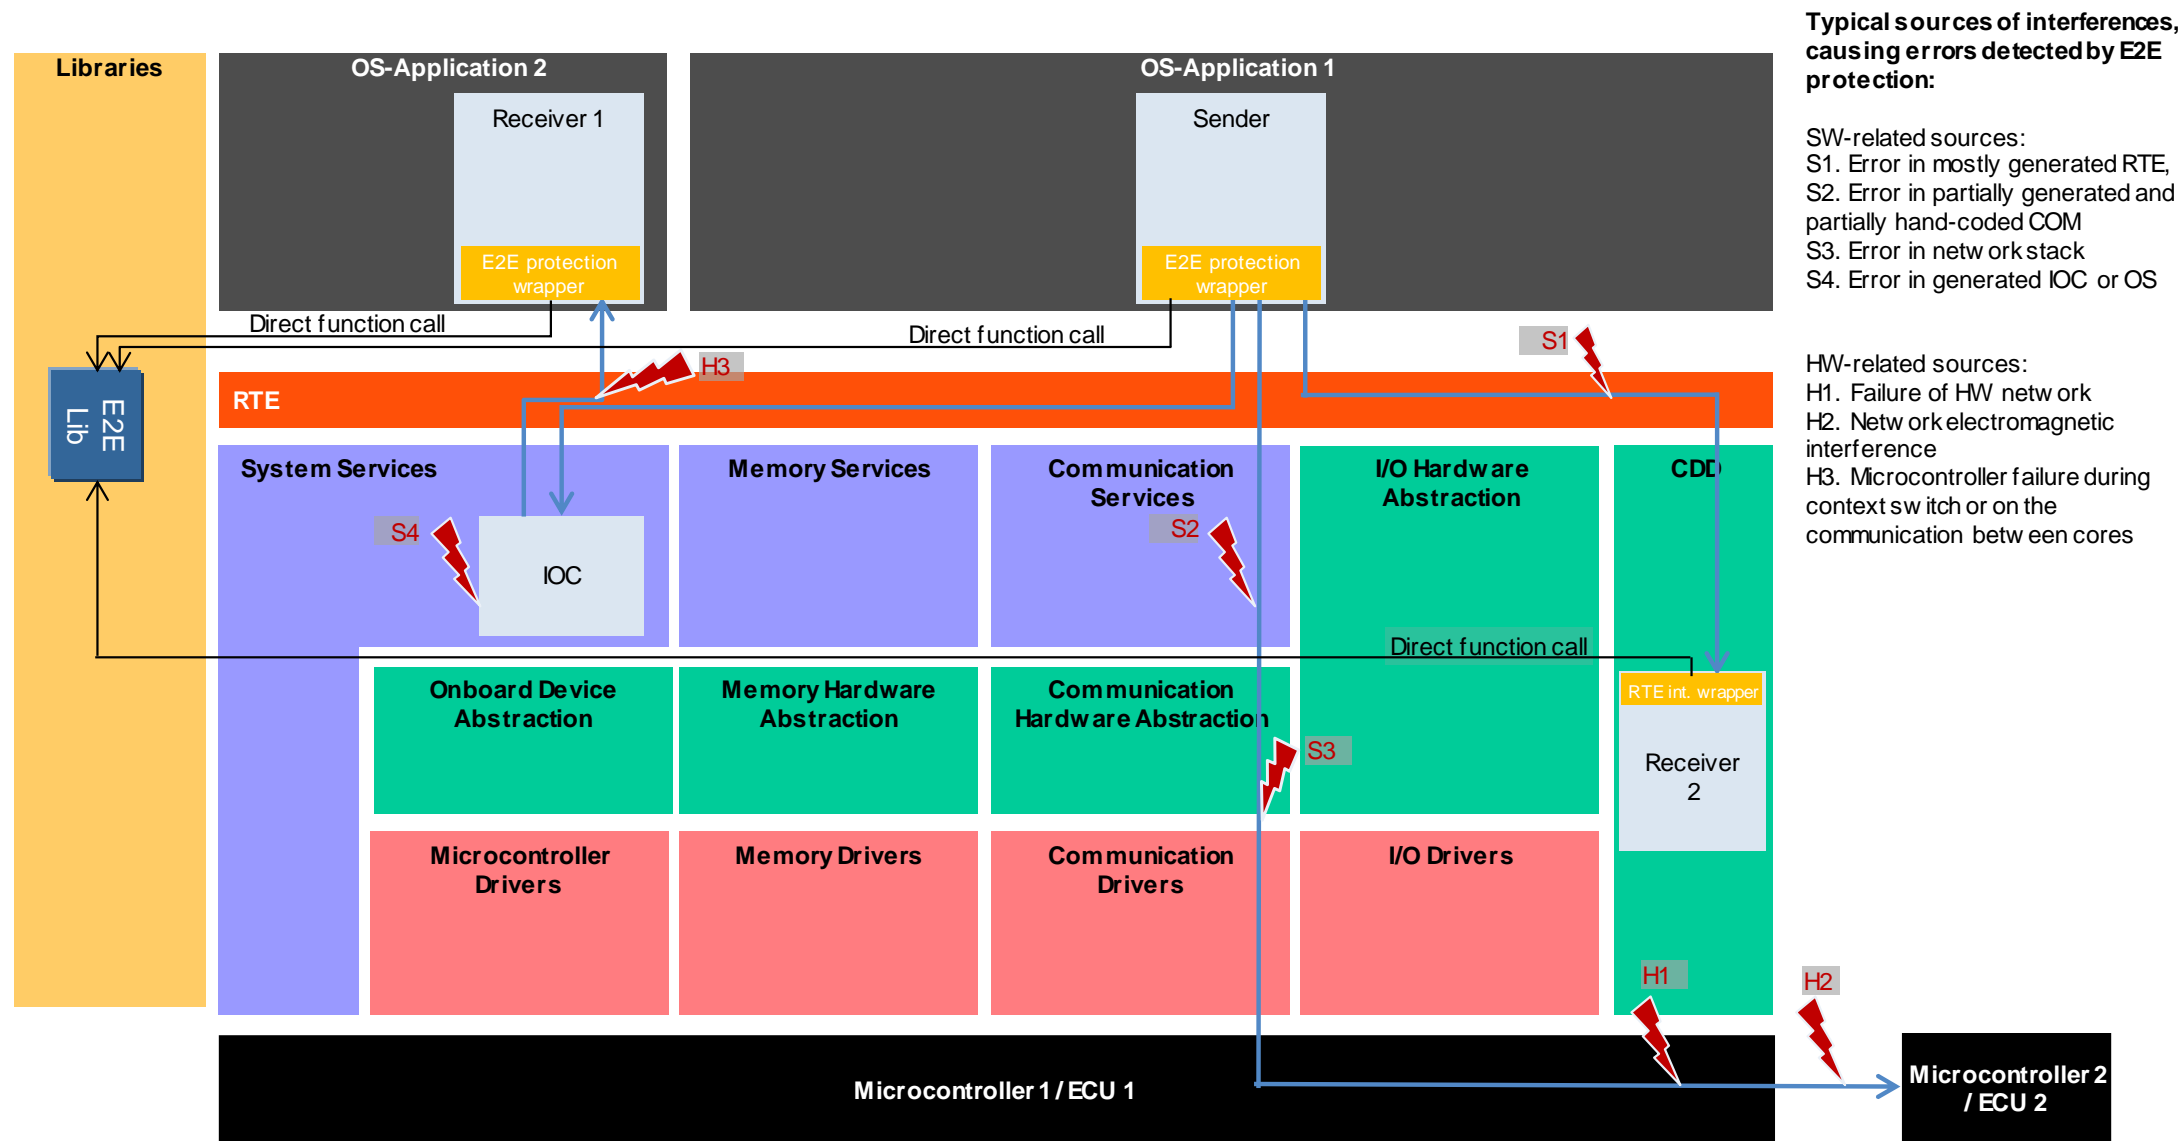 Typical sources of interferences,
causing errors detected by E2E
protection:
SW-related sources:
S1. Error in mostly generated RTE,
S2. Error in partially generated and
partially hand-coded COM
S3. Error in network stack
S4. Error in generated IOC or OS
HW-related sources:
H1. Failure of HW network
H2. Network electromagnetic
interference
H3. Microcontroller failure during
context switch or on the
communication between cores
Libraries
OS-Application 2
OS-Application 1
Receiver 1
Sender
E2E protection
wrapper
E2E protection
wrapper
Direct function call
Direct function call
S1
H3
RTE
E2E
Lib
System Services
Memory Services
Communication
Services
I/O Hardware
Abstraction
CDD
S4
S2
IOC
Direct function call
Onboard Device
Abstraction
Memory Hardware
Abstraction
Communication
Hardware Abstraction
RTE int. wrapper
S3
Receiver
2
Microcontroller
Drivers
Memory Drivers
Communication
Drivers
I/O Drivers
H1
H2
Microcontroller 1 / ECU 1
Microcontroller 2
/ ECU 2